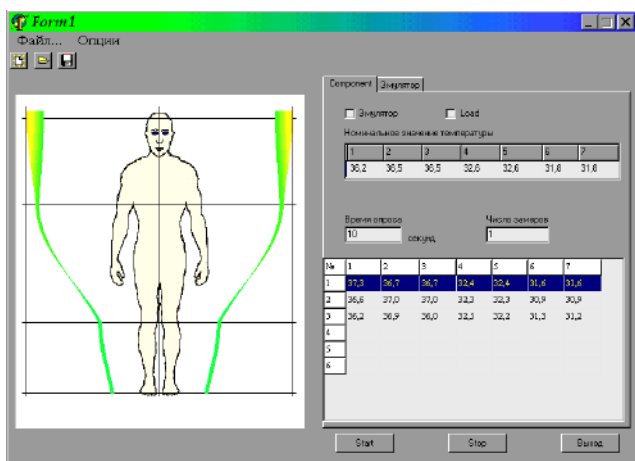 Form1
Файл... Опции
Component Эмулятор
Эмулятор Load
Номинальное значение температуры
1 2 3 4 5 6 7
36,2 36,5 36,5 32,6 32,6 31,6 31,6
Время опроса Число замеров
10 секунд 1
№ 1 2 3 4 5 6 7
1 37,3 36,7 36,7 32,4 32,4 31,6 31,6
2 36,6 37,0 37,0 32,3 32,3 30,9 30,9
3 36,2 36,9 36,0 32,3 32,2 31,3 31,2
4
5
6
Start Stop Выход